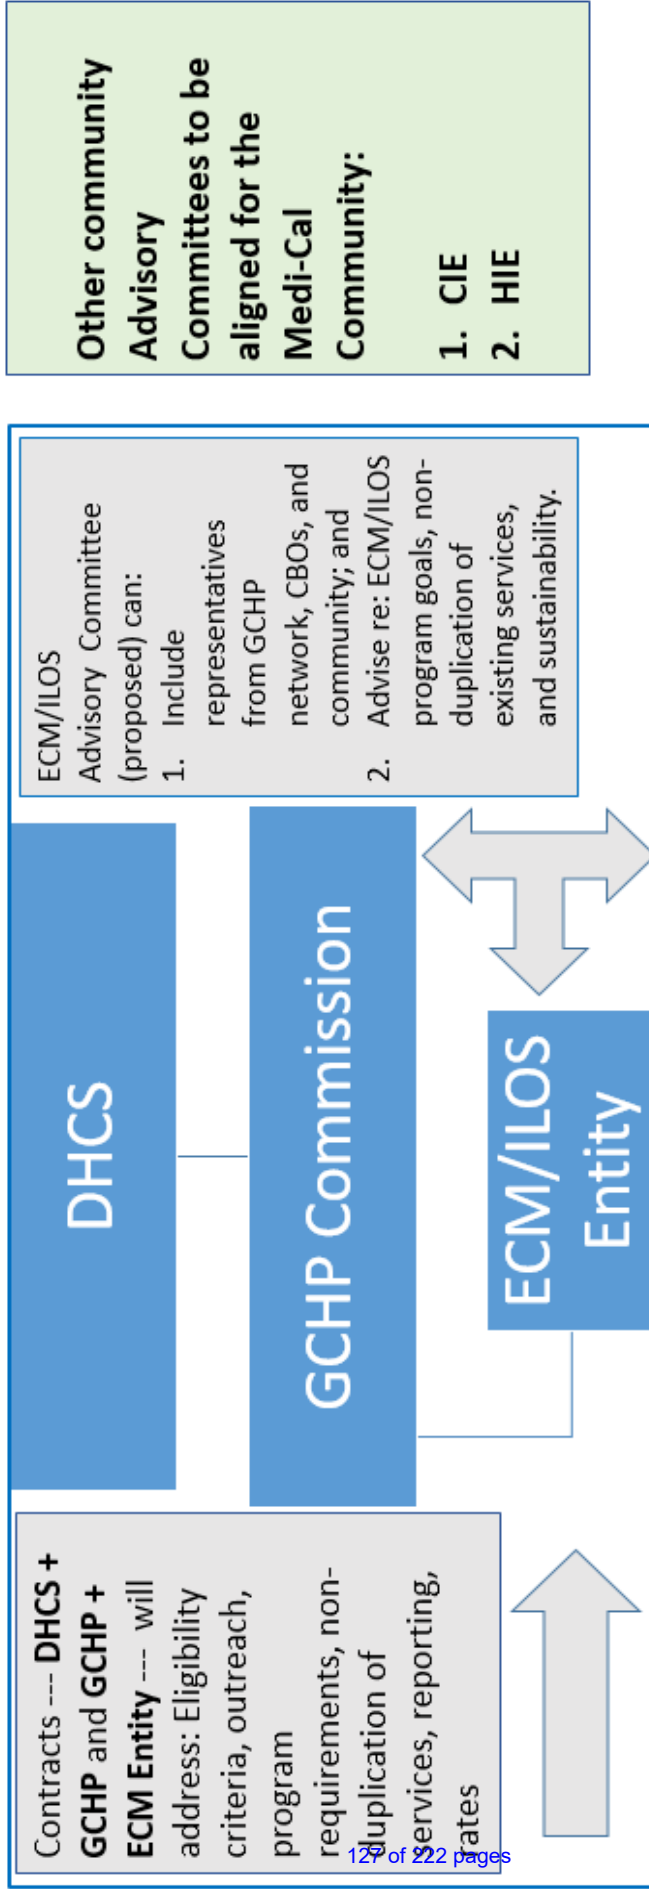 Contracts --- DHCS +
GCHP and GCHP +
ECM Entity --- will
address: Eligibility
criteria, outreach,
program
requirements, non-
duplication of
services, reporting,
rates
DHCS
GCHP Commission
ECM/ILOS
Entity
ECM/ILOS
Advisory Committee
(proposed) can:
1. Include
representatives
from GCHP
network, CBOs, and
community; and
2. Advise re: ECM/ILOS
program goals, non-
duplication of
existing services,
and sustainability.
Other community
Advisory
Committees to be
aligned for the
Medi-Cal
Community:
1. CIE
2. HIE
127 of 222 pages